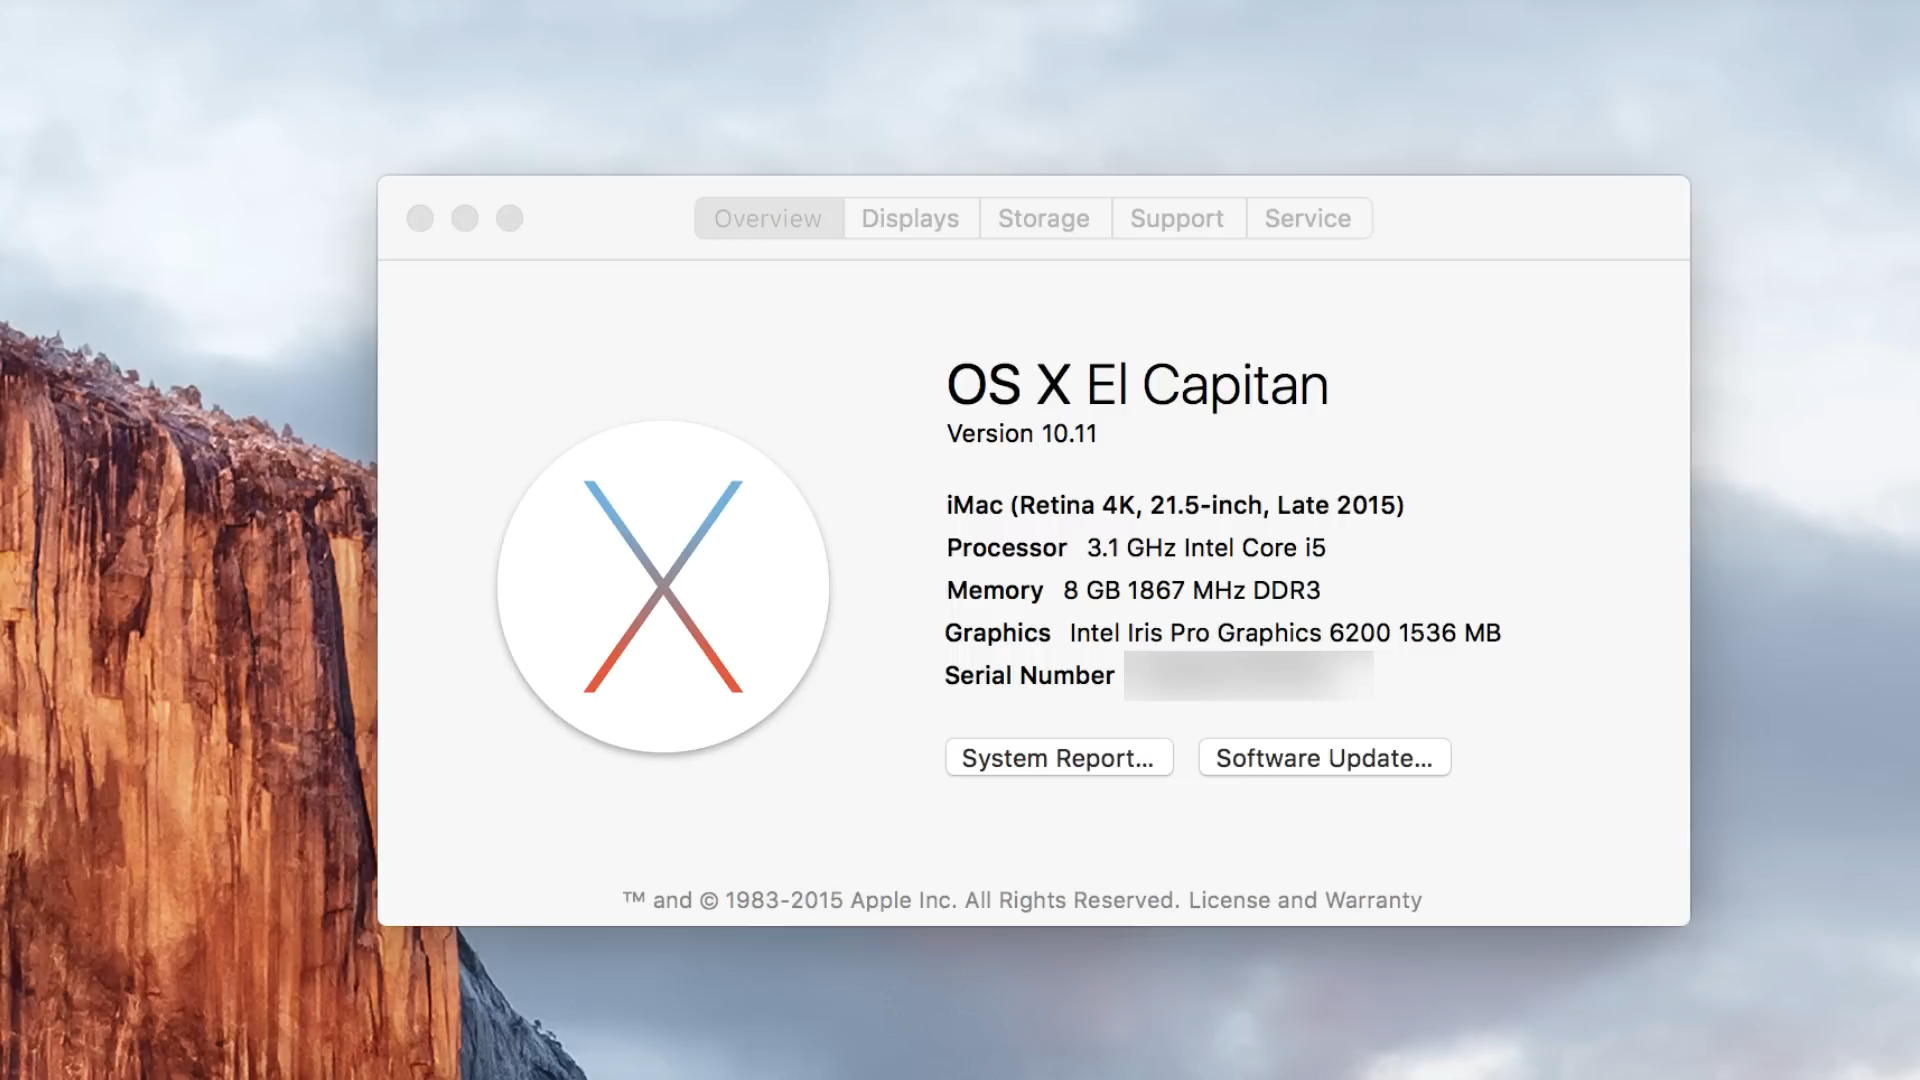 Overview Displays Storage Support Service
OS X El Capitan
Version 10.11
iMac (Retina 4K, 21.5-inch, Late 2015)
Processor 3.1 GHz Intel Core i5
Memory 8 GB 1867 MHz DDR3
Graphics Intel Iris Pro Graphics 6200 1536 MB
Serial Number
System Report... Software Update...
™ and © 1983-2015 Apple Inc. All Rights Reserved. License and Warranty